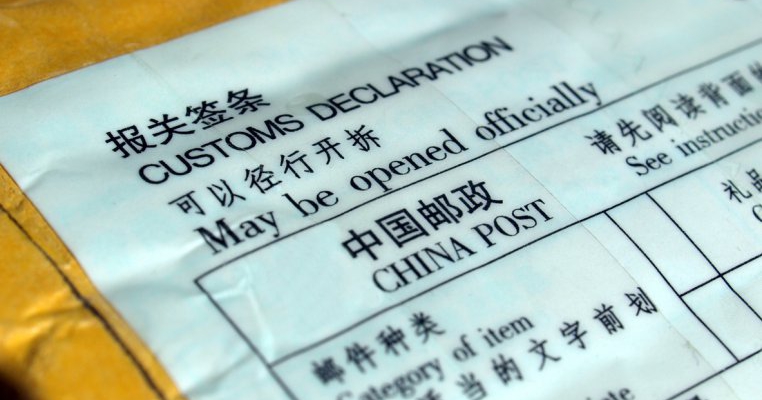 报关签条
CUSTOMS DECLARATION
可以径行开拆
May be opened officially
请先阅读背面的
See instructio
中国邮政
CHINA POST
礼品
邮件种类
Category of item
当的文字前划